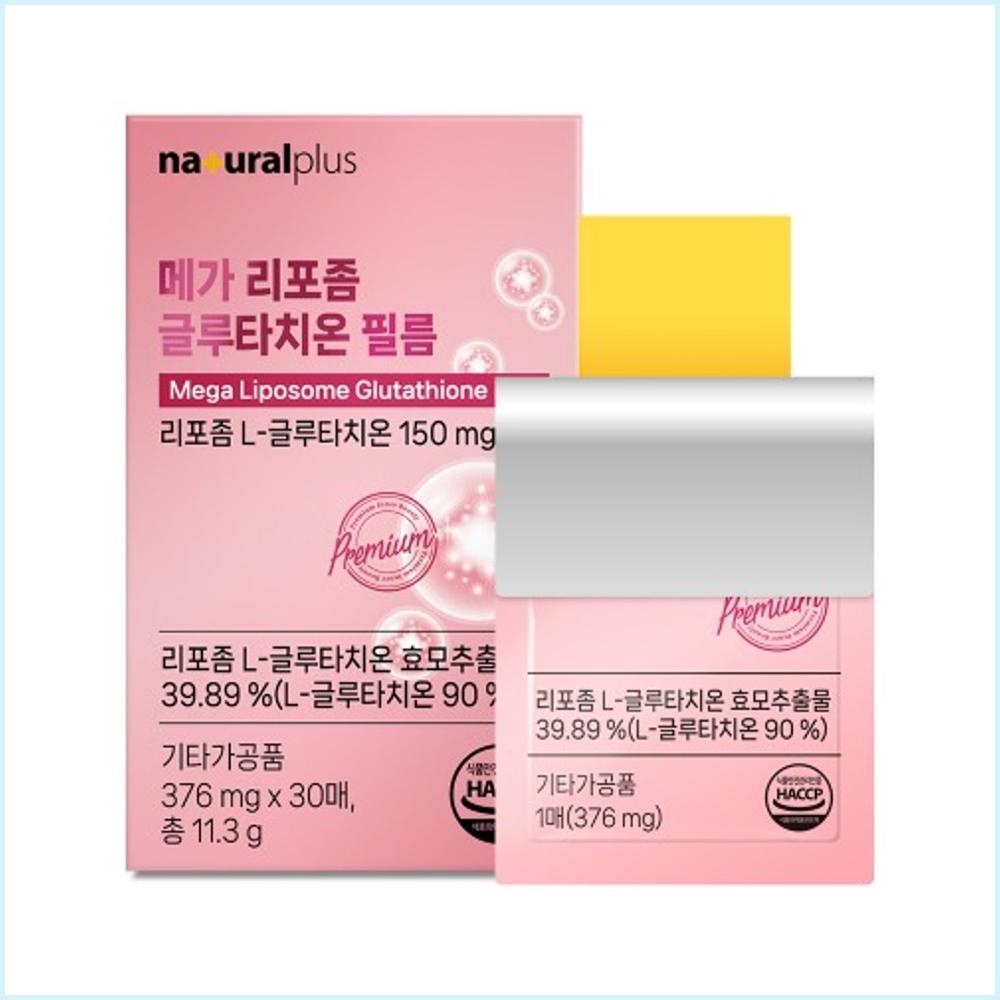 naturalplus
메가 리포좀
글루타치온 필름
Mega Liposome Glutathione
리포좀 L-글루타치온 150 mg
Premium
리포좀 L-글루타치온 효모추출물
39.89 %(L-글루타치온 90 %
기타가공품
376 mg x 30매,
총 11.3 g
Premium
리포좀 L-글루타치온 효모추출물
39.89 %(L-글루타치온 90 %)
기타가공품
1매(376 mg)
HACCP